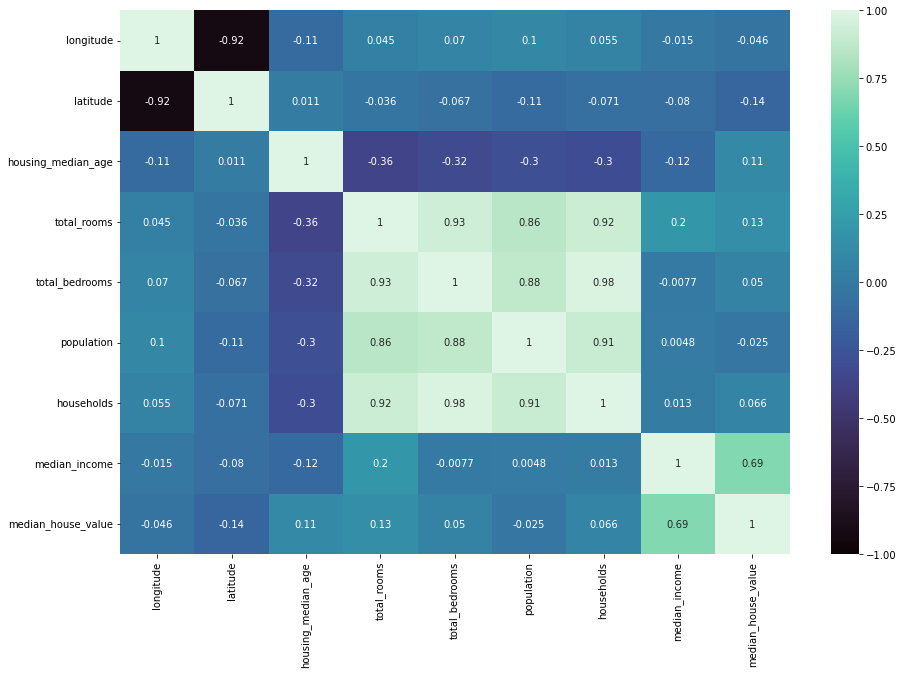 longitude 1 -0.92 -0.11 0.045 0.07 0.1 0.055 -0.015 -0.046
latitude -0.92 1 0.011 -0.036 -0.067 -0.11 -0.071 -0.08 -0.14
housing_median_age -0.11 0.011 1 -0.36 -0.32 -0.3 -0.3 -0.12 0.11
total_rooms 0.045 -0.036 -0.36 1 0.93 0.86 0.92 0.2 0.13
total_bedrooms 0.07 -0.067 -0.32 0.93 1 0.88 0.98 -0.0077 0.05
population 0.1 -0.11 -0.3 0.86 0.88 1 0.91 0.0048 -0.025
households 0.055 -0.071 -0.3 0.92 0.98 0.91 1 0.013 0.066
median_income -0.015 -0.08 -0.12 0.2 -0.0077 0.0048 0.013 1 0.69
median_house_value -0.046 -0.14 0.11 0.13 0.05 -0.025 0.066 0.69 1
longitude
latitude
housing_median_age
total_rooms
total_bedrooms
population
households
median_income
median_house_value
1.00
0.75
0.50
0.25
0.00
−0.25
−0.50
−0.75
−1.00